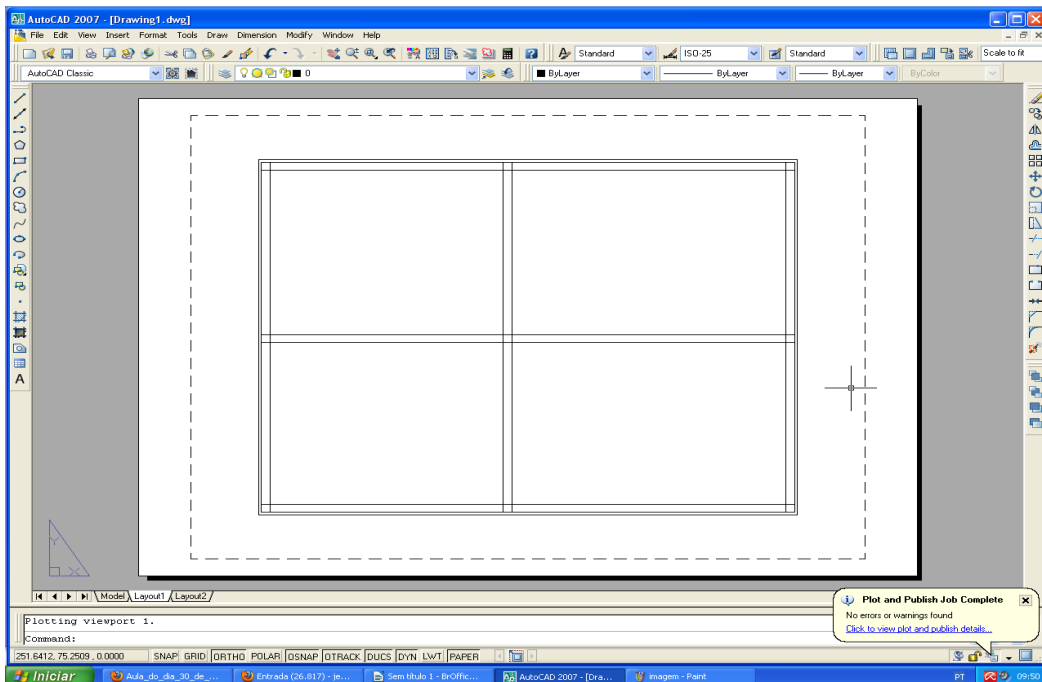 AutoCAD 2007 - [Drawing1.dwg]
File Edit View Insert Format Tools Draw Dimension Modify Window Help
Standard ISO-25 Standard Scale to fit
AutoCAD Classic 0 ByLayer ByLayer ByLayer ByColor
A
Y
X
Model Layout1 Layout2
Plotting viewport 1.
Command:
Plot and Publish Job Complete
No errors or warnings found
Click to view plot and publish details...
251.6412, 75.2509, 0.0000 SNAP GRID ORTHO POLAR OSNAP OTRACK DUCS DYN LWT PAPER
Iniciar Aula_do_dia_30_de_... Entrada (26.817) - je... Sem título 1 - BrOffic... AutoCAD 2007 - [Dra... imagem - Paint PT 09:50